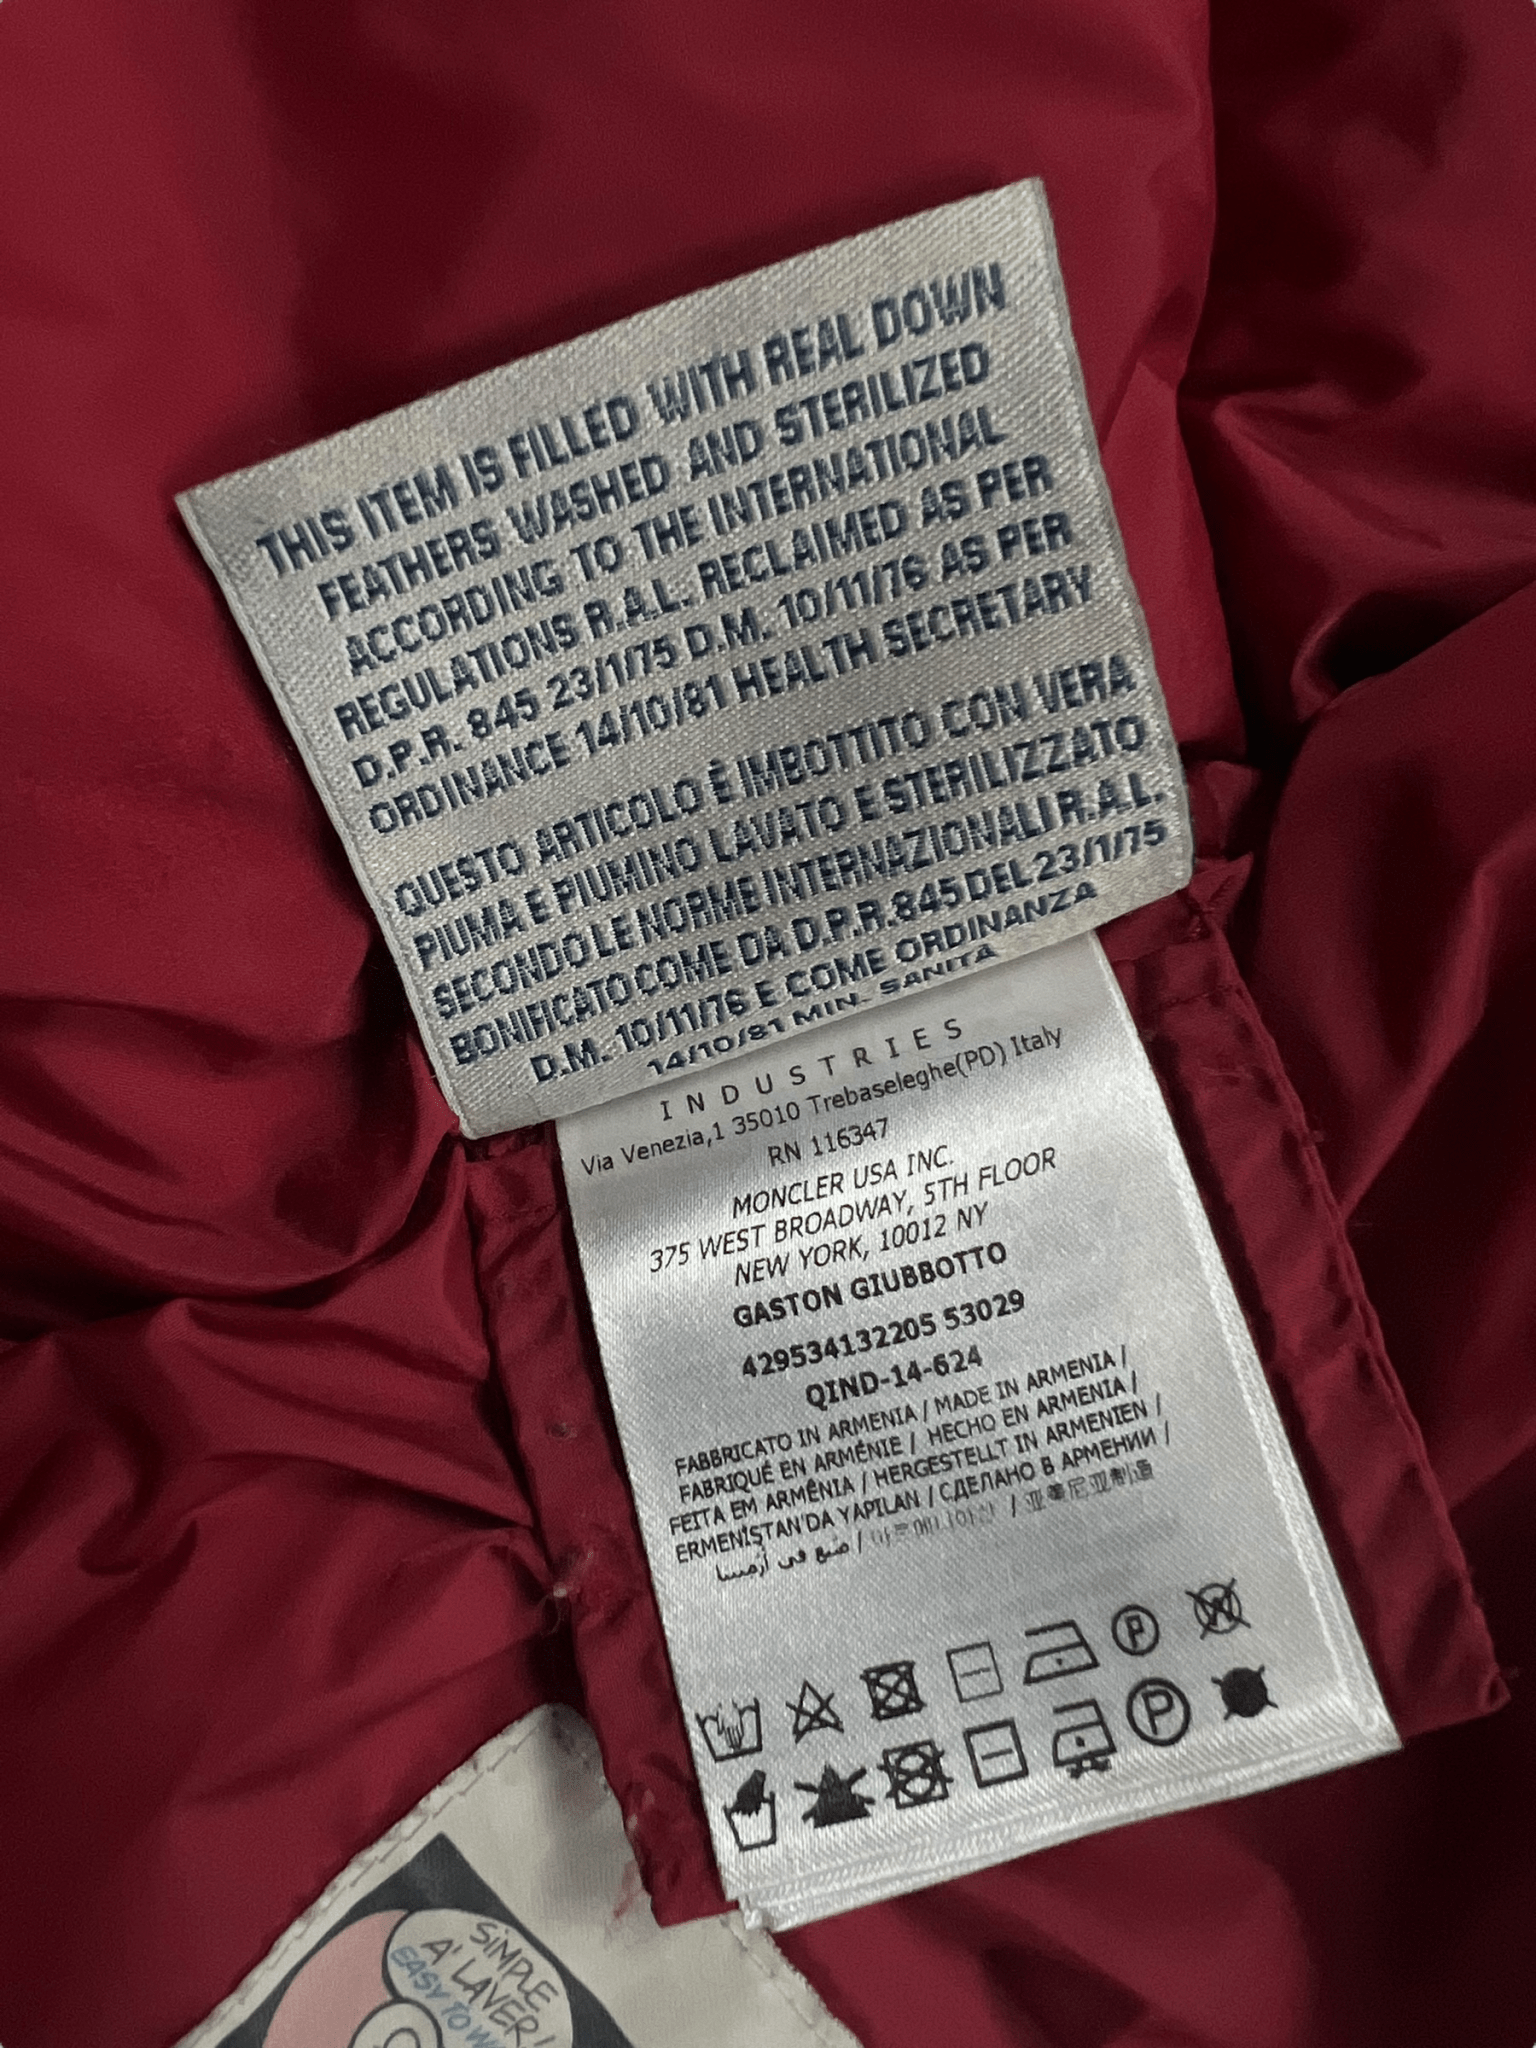 THIS ITEM IS FILLED WITH REAL DOWN
FEATHERS WASHED AND STERILIZED
ACCORDING TO THE INTERNATIONAL
REGULATIONS R.A.L. RECLAIMED AS PER
D.P.R. 845 23/1/75 D.M. 10/11/76 AS PER
ORDINANCE 14/10/81 HEALTH SECRETARY
QUESTO ARTICOLO È IMBOTTITO CON VERA
PIUMA E PIUMINO LAVATO E STERILIZZATO
SECONDO LE NORME INTERNAZIONALI R.A.L.
BONIFICATO COME DA D.P.R. 845 DEL 23/1/75
D.M. 10/11/76 E COME ORDINANZA
14/10/81 MIN. SANITÀ
INDUSTRIES
Via Venezia,1 35010 Trebaseleghe(PD) Italy
RN 116347
MONCLER USA INC.
375 WEST BROADWAY, 5TH FLOOR
NEW YORK, 10012 NY
GASTON GIUBBOTTO
429534132205 53029
QIND-14-624
FABBRICATO IN ARMENIA / MADE IN ARMENIA /
FABRIQUÉ EN ARMÉNIE / HECHO EN ARMENIA /
FEITA EM ARMÊNIA / HERGESTELLT IN ARMENIEN /
ERMENİSTAN'DA YAPILAN / СДЕЛАНО В АРМЕНИИ /
صنع في / / 亚美尼亚制造
P
W
P
SIMPLE
A' LAVER!
EASY TO